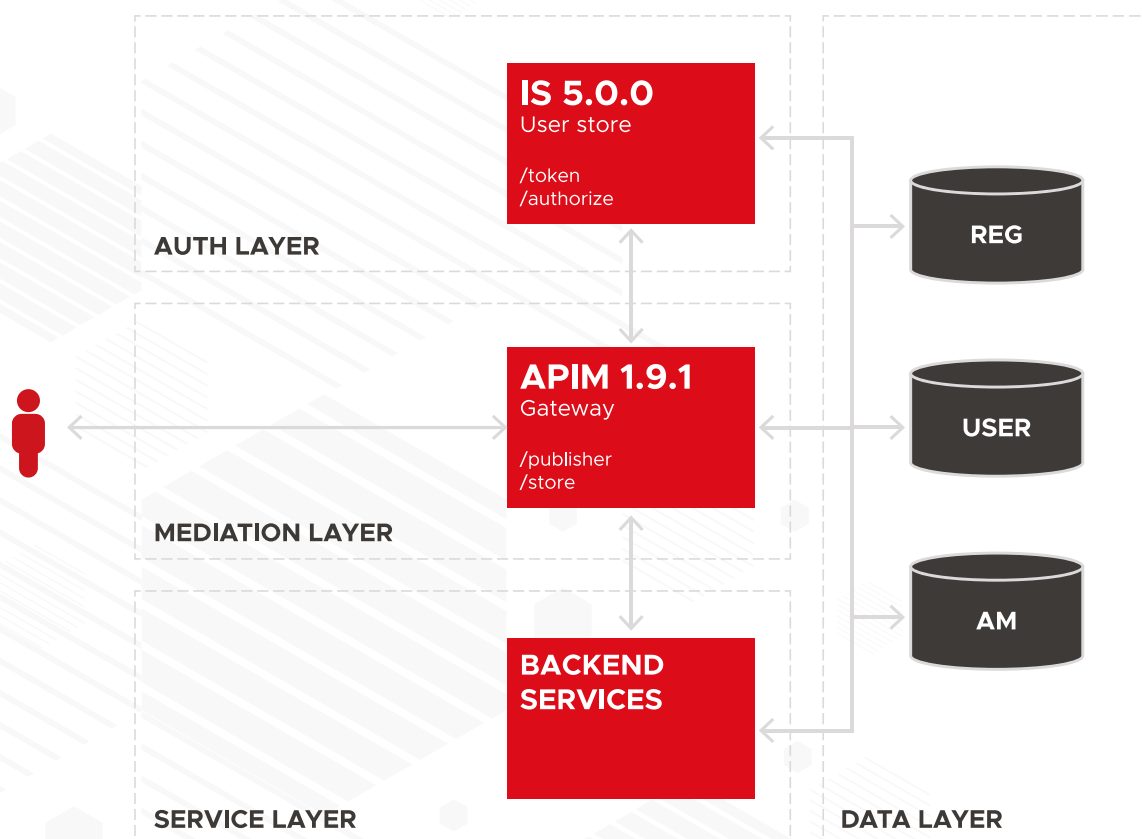 IS 5.0.0
User store
/token
/authorize
AUTH LAYER
APIM 1.9.1
Gateway
/publisher
/store
MEDIATION LAYER
BACKEND
SERVICES
SERVICE LAYER
REG
USER
AM
DATA LAYER